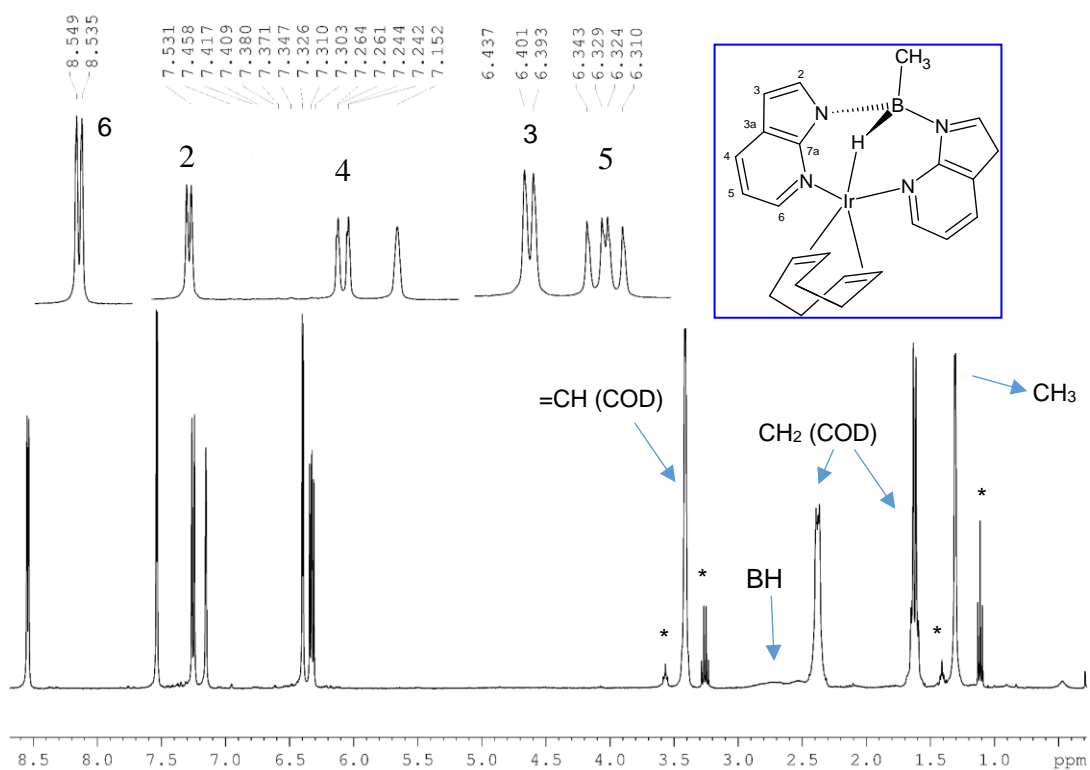 8.549
8.535
7.531
7.458
7.417
7.409
7.380
7.371
7.347
7.326
7.310
7.303
7.264
7.261
7.244
7.242
7.152
6.437
6.401
6.393
6.343
6.329
6.324
6.310
6
2
4
3
5
CH3
2
3
N
B
3a
N
H
7a
4
N
N
5
Ir
6
=CH (COD)
CH2 (COD)
CH3
*
*
BH
*
*
8.5 8.0 7.5 7.0 6.5 6.0 5.5 5.0 4.5 4.0 3.5 3.0 2.5 2.0 1.5 1.0 ppm